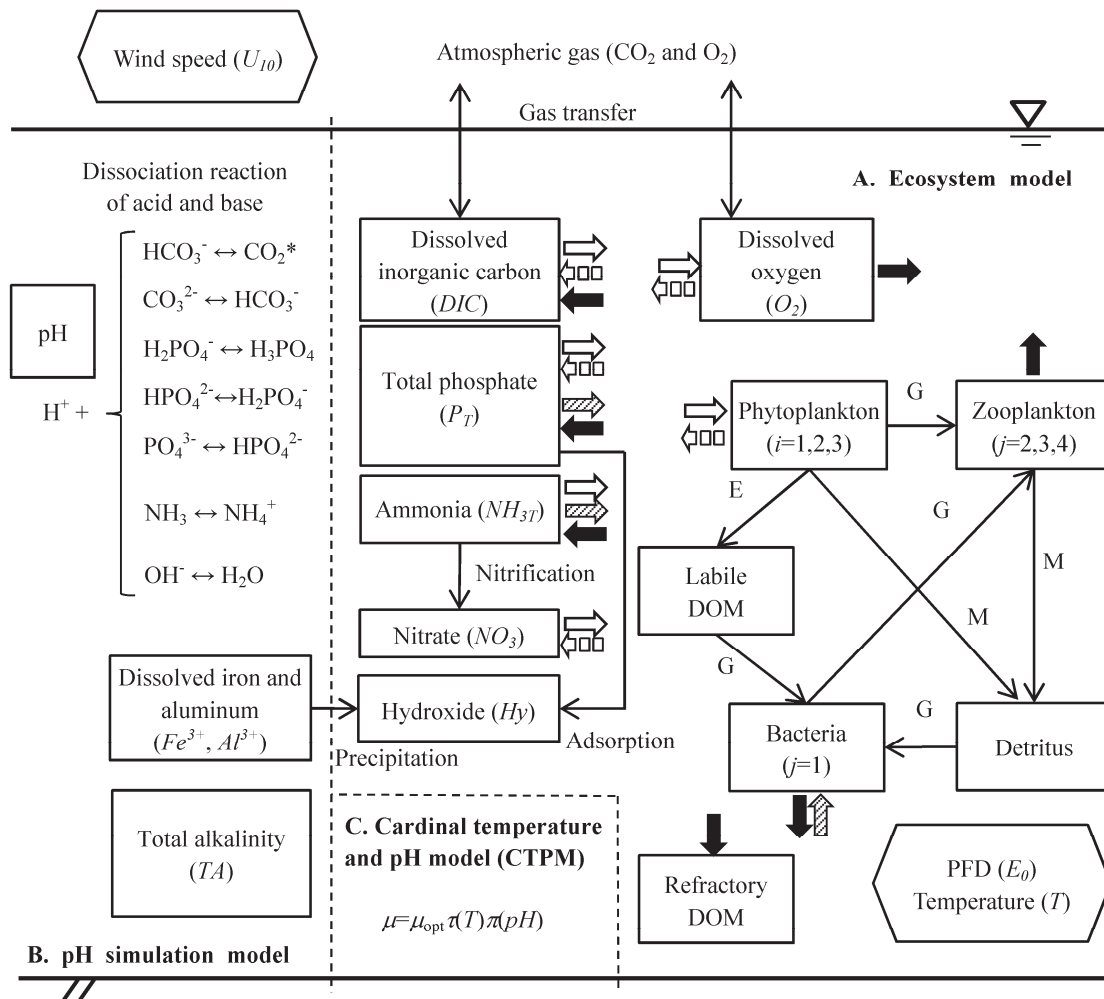 Wind speed (U10)
Atmospheric gas (CO2 and O2)
Gas transfer
Dissociation reaction
of acid and base
HCO3- ↔ CO2*
CO32- ↔ HCO3-
H2PO4- ↔ H3PO4
HPO42-↔H2PO4-
PO43- ↔ HPO42-
NH3 ↔ NH4+
OH- ↔ H2O
pH
H+ +
Dissolved iron and
aluminum
(Fe3+, Al3+)
Total alkalinity
(TA)
B. pH simulation model
Dissolved
inorganic carbon
(DIC)
Total phosphate
(PT)
Ammonia (NH3T)
Nitrification
Nitrate (NO3)
Hydroxide (Hy)
Precipitation
Adsorption
C. Cardinal temperature
and pH model (CTPM)
μ=μopt τ(T)π(pH)
A. Ecosystem model
Dissolved
oxygen
(O2)
Phytoplankton
(i=1,2,3)
G
Zooplankton
(j=2,3,4)
E
G
M
Labile
DOM
M
G
G
Bacteria
(j=1)
Detritus
Refractory
DOM
PFD (E0)
Temperature (T)